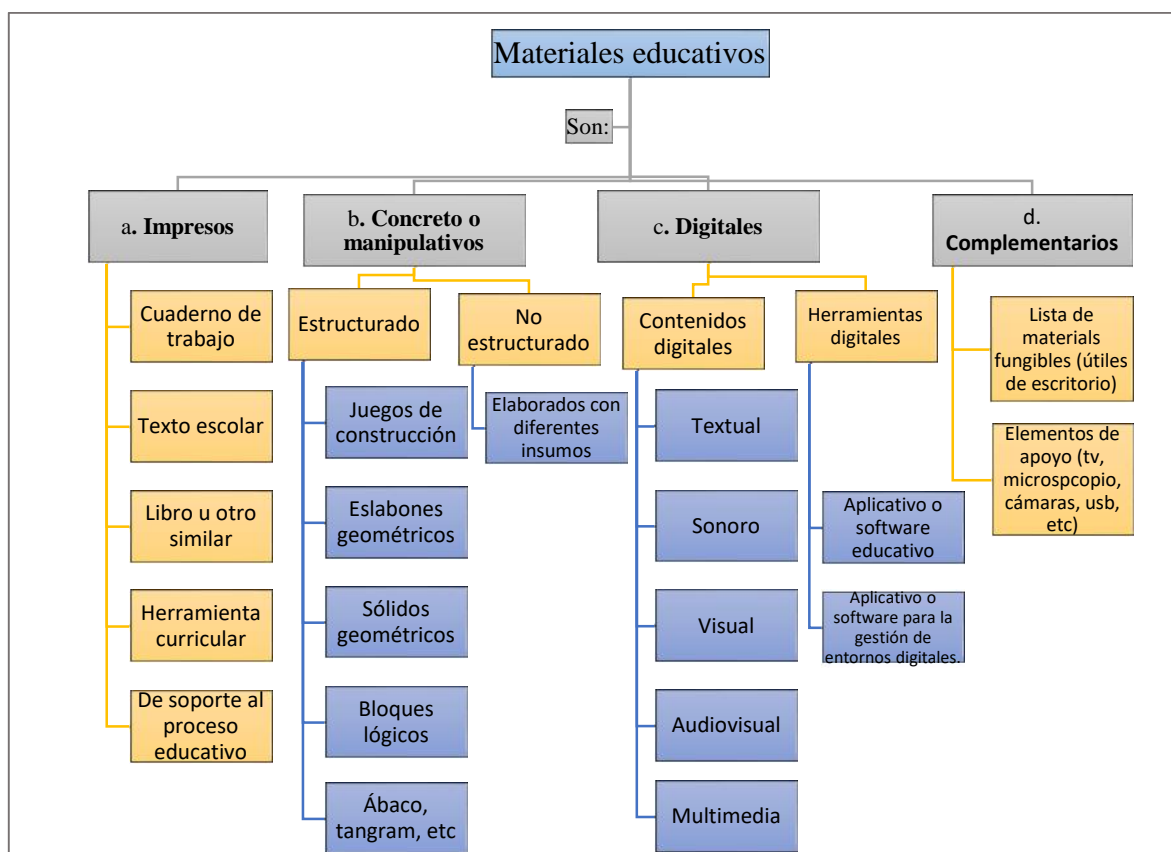 Materiales educativos
Son:
a. Impresos
Cuaderno de
trabajo
Texto escolar
Libro u otro
similar
Herramienta
curricular
De soporte al
proceso
educativo
b. Concreto o
manipulativos
Estructurado
Juegos de
construcción
Eslabones
geométricos
Sólidos
geométricos
Bloques
lógicos
Ábaco,
tangram, etc
No
estructurado
Elaborados con
diferentes
insumos
c. Digitales
Contenidos
digitales
Textual
Sonoro
Visual
Audiovisual
Multimedia
Herramientas
digitales
Aplicativo o
software
educativo
Aplicativo o
software para la
gestión de
entornos digitales.
d.
Complementarios
Lista de
materials
fungibles (útiles
de escritorio)
Elementos de
apoyo (tv,
microspcopio,
cámaras, usb,
etc)